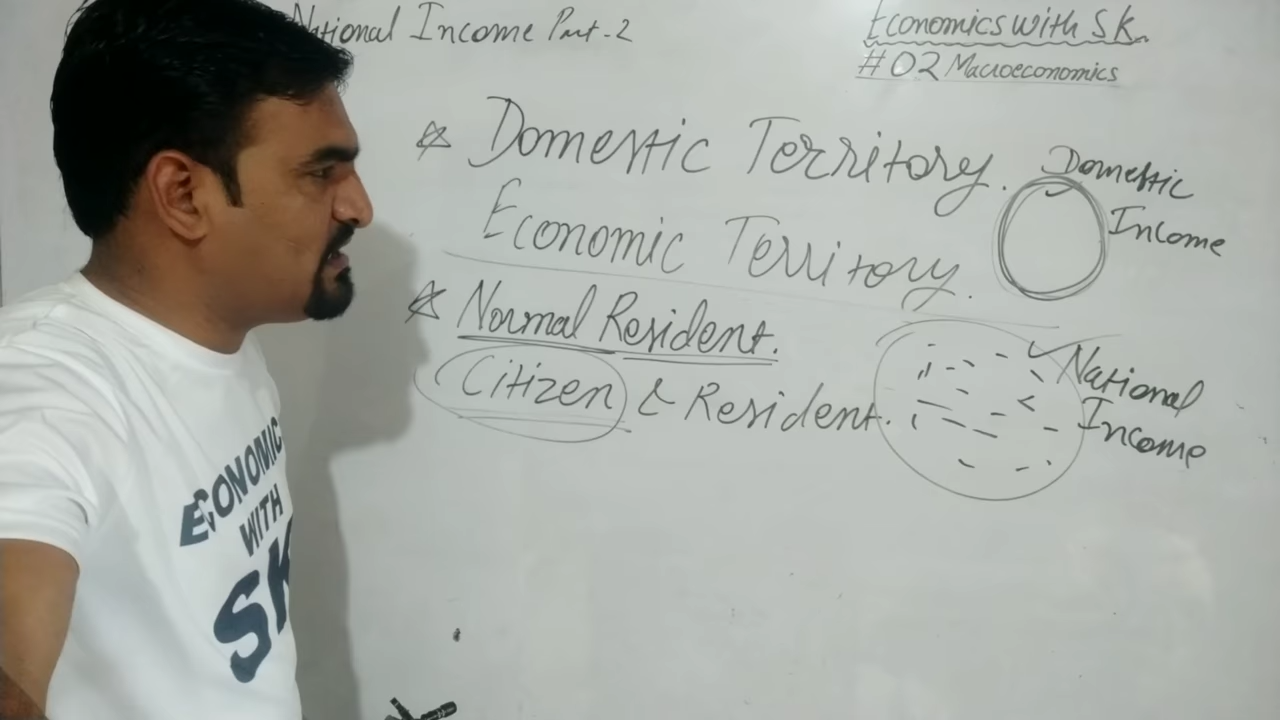 National Income Part-2
Economics with SK
#02 Macroeconomics
Domestic Territory.
Economic Territory.
Domestic
Income
Normal Resident.
Citizen & Resident.
National
Income
ECONOMIC
WITH
SK